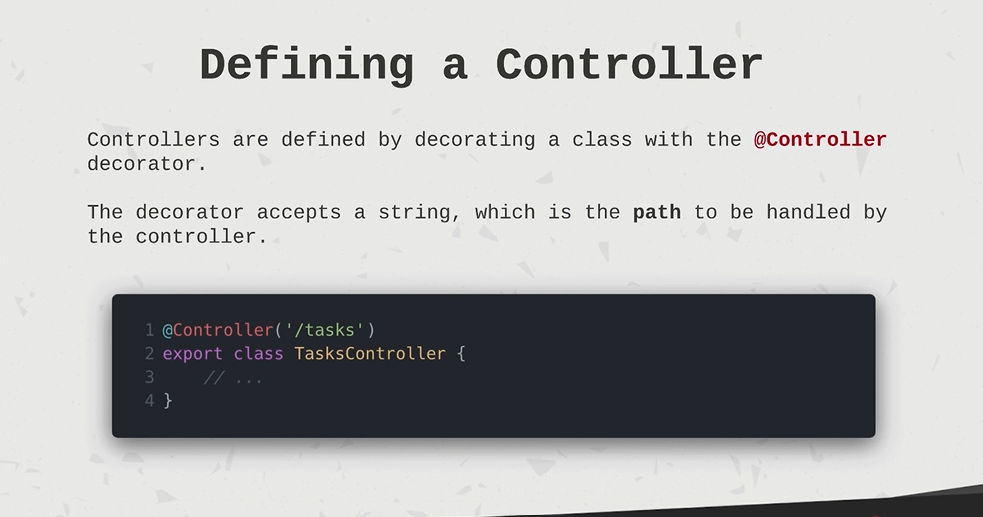 Defining a Controller
Controllers are defined by decorating a class with the @Controller
decorator.
The decorator accepts a string, which is the path to be handled by
the controller.
1 @Controller('/tasks')
2 export class TasksController {
3     // ...
4 }